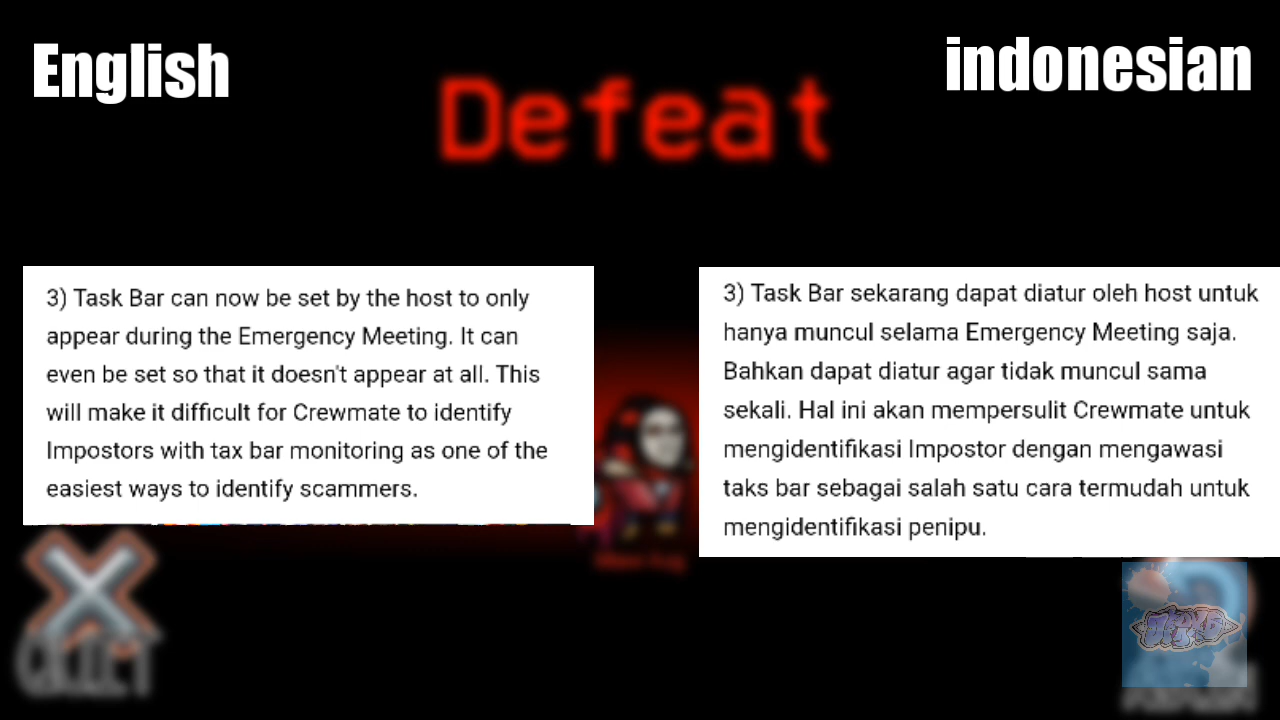 English
indonesian
Defeat
3) Task Bar can now be set by the host to only
appear during the Emergency Meeting. It can
even be set so that it doesn't appear at all. This
will make it difficult for Crewmate to identify
Impostors with tax bar monitoring as one of the
easiest ways to identify scammers.
3) Task Bar sekarang dapat diatur oleh host untuk
hanya muncul selama Emergency Meeting saja.
Bahkan dapat diatur agar tidak muncul sama
sekali. Hal ini akan mempersulit Crewmate untuk
mengidentifikasi Impostor dengan mengawasi
taks bar sebagai salah satu cara termudah untuk
mengidentifikasi penipu.